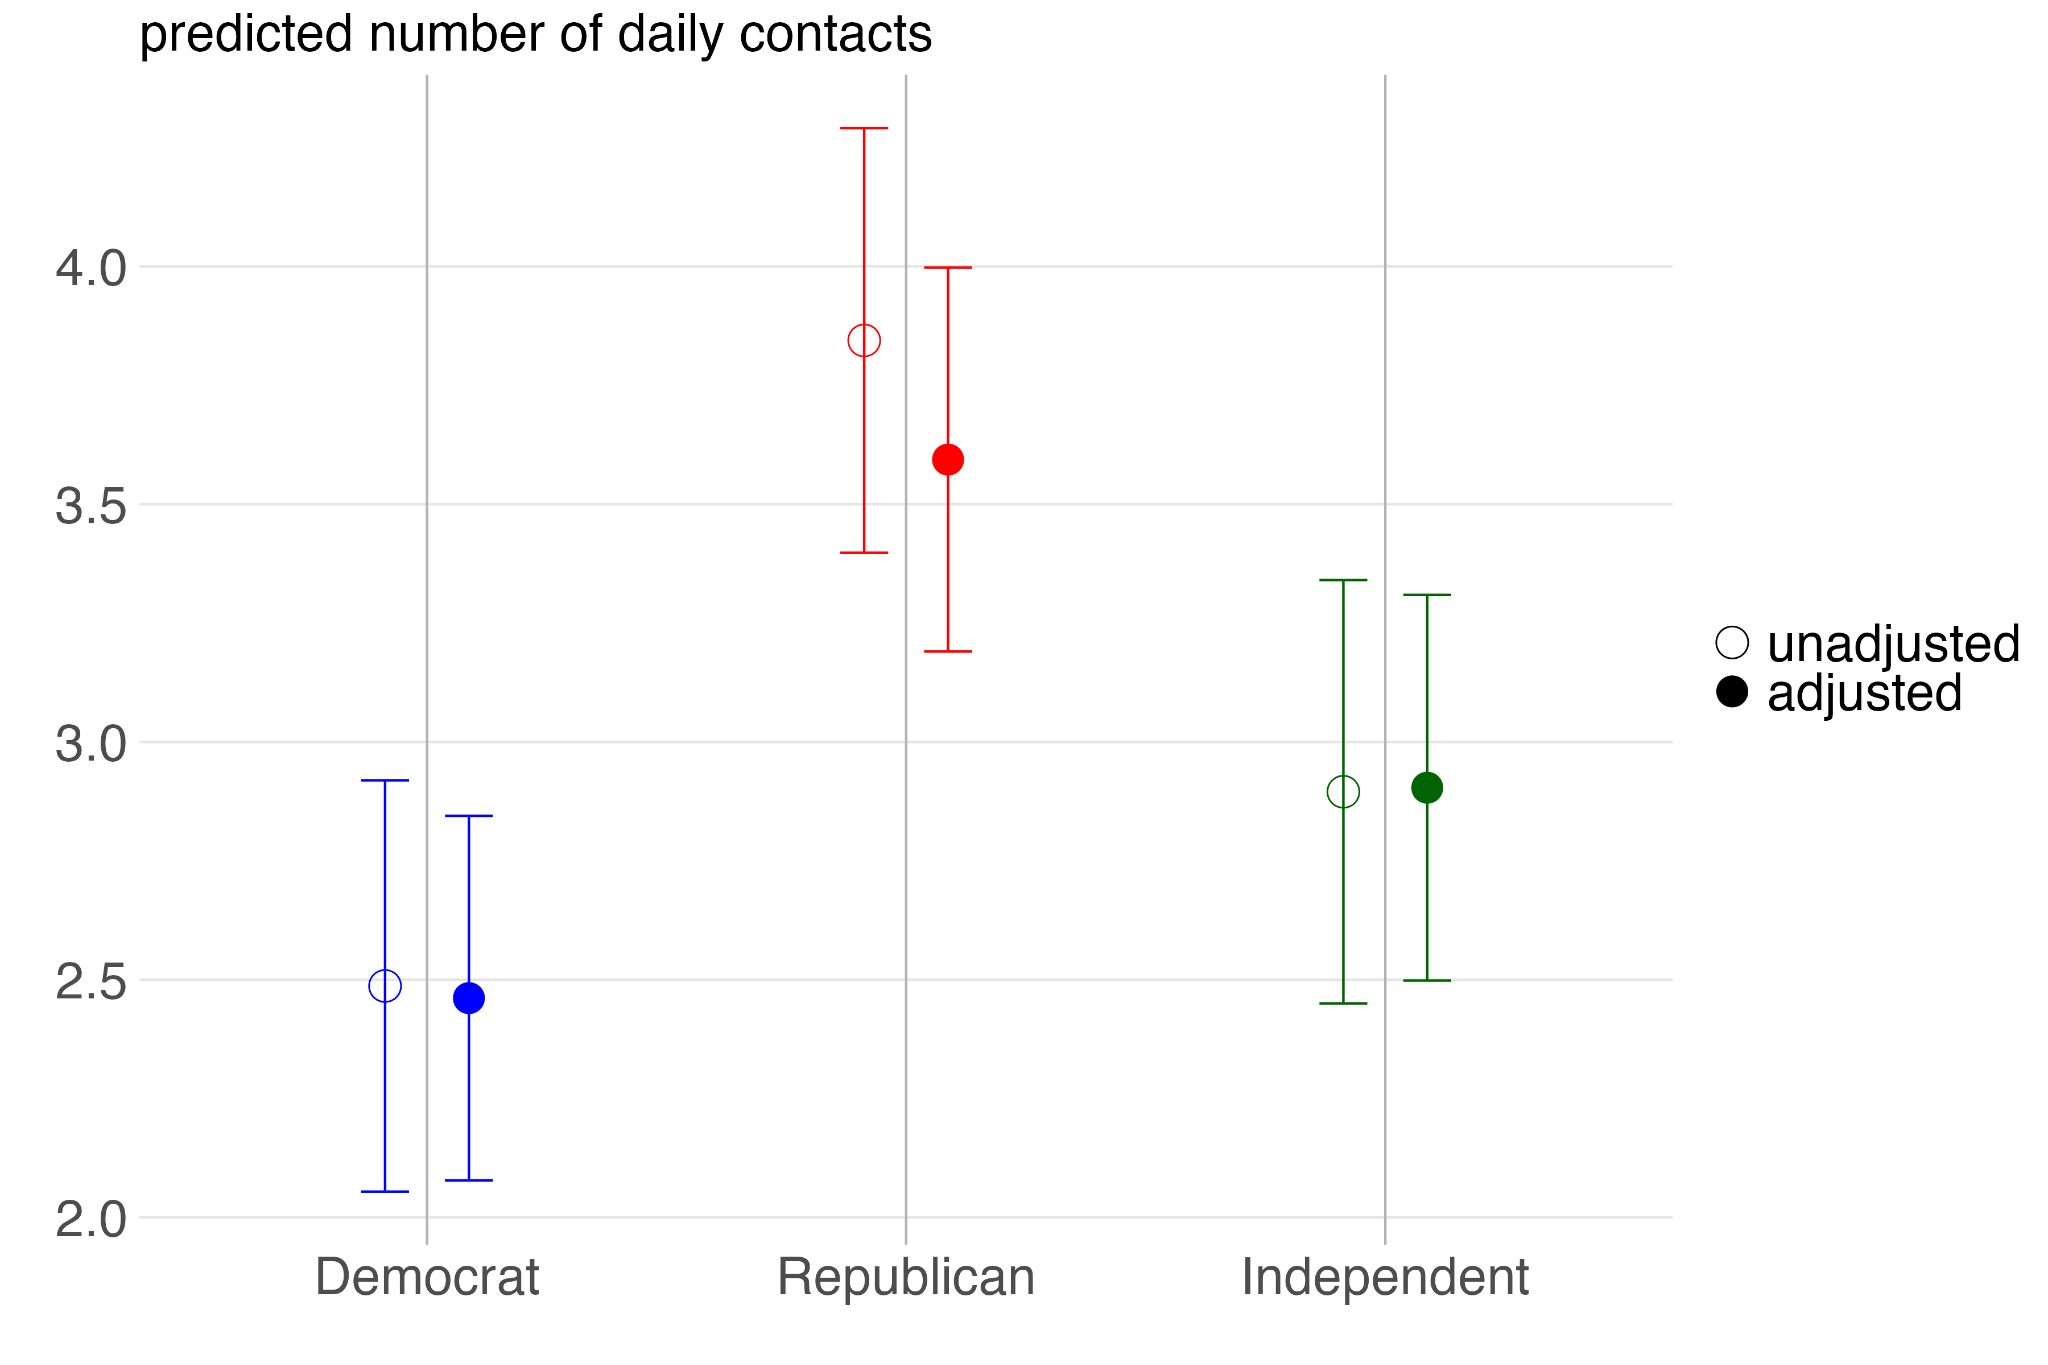 predicted number of daily contacts
4.0
3.5
3.0
2.5
2.0
Democrat Republican Independent
unadjusted
adjusted